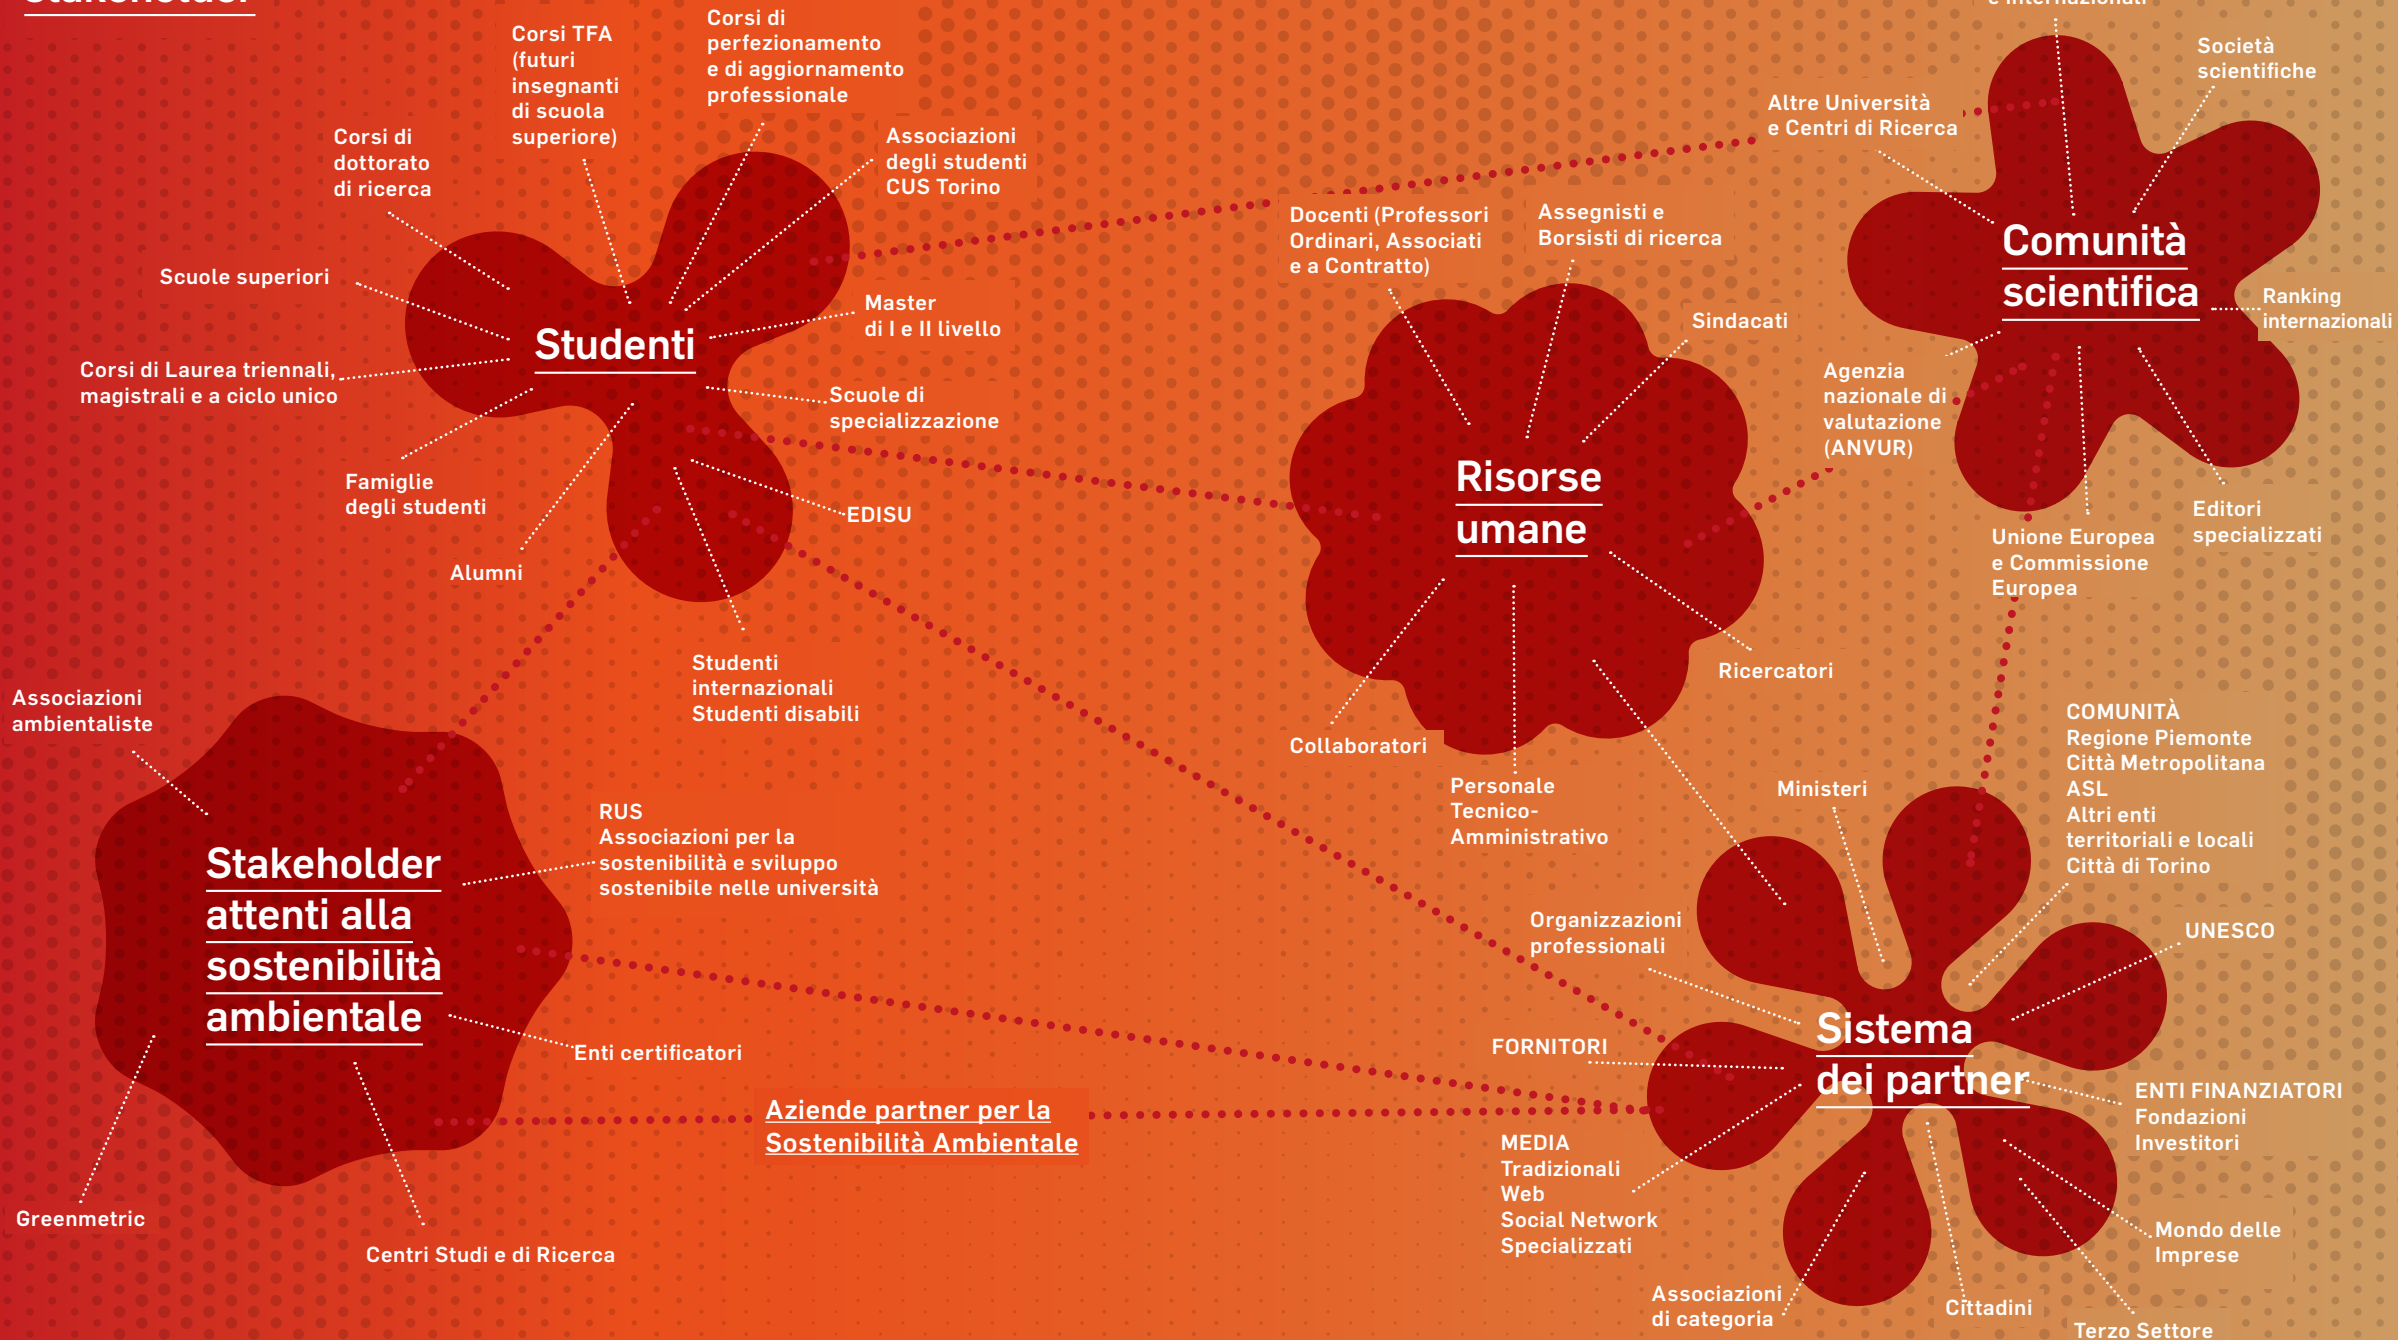 stakeholder
e internazionali
Corsi TFA
(futuri
insegnanti
di scuola
superiore)
Corsi di
perfezionamento
e di aggiornamento
professionale
Corsi di
dottorato
di ricerca
Associazioni
degli studenti
CUS Torino
Scuole superiori
Studenti
Master
di I e II livello
Corsi di Laurea triennali,
magistrali e a ciclo unico
Scuole di
specializzazione
Famiglie
degli studenti
EDISU
Alumni
Studenti
internazionali
Studenti disabili
Società
scientifiche
Altre Università
e Centri di Ricerca
Comunità
scientifica
Ranking
internazionali
Agenzia
nazionale di
valutazione
(ANVUR)
Editori
specializzati
Unione Europea
e Commissione
Europea
Docenti (Professori
Ordinari, Associati
e a Contratto)
Assegnisti e
Borsisti di ricerca
Sindacati
Risorse
umane
Ricercatori
Collaboratori
Personale
Tecnico-
Amministrativo
Associazioni
ambientaliste
Stakeholder
attenti alla
sostenibilità
ambientale
RUS
Associazioni per la
sostenibilità e sviluppo
sostenibile nelle università
Enti certificatori
Greenmetric
Centri Studi e di Ricerca
Aziende partner per la
Sostenibilità Ambientale
Ministeri
COMUNITÀ
Regione Piemonte
Città Metropolitana
ASL
Altri enti
territoriali e locali
Città di Torino
Organizzazioni
professionali
UNESCO
Sistema
dei partner
FORNITORI
ENTI FINANZIATORI
Fondazioni
Investitori
MEDIA
Tradizionali
Web
Social Network
Specializzati
Mondo delle
Imprese
Associazioni
di categoria
Cittadini
Terzo Settore